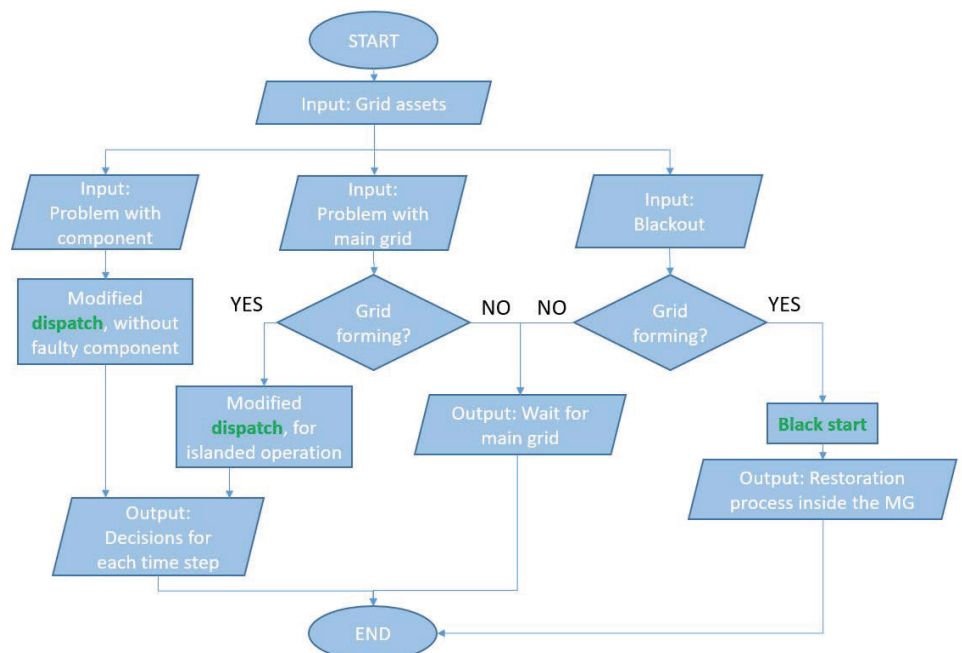 START
Input: Grid assets
Input:
Problem with
component
Input:
Problem with
main grid
Input:
Blackout
Modified
dispatch, without
faulty component
YES
Grid
forming?
NO
NO
Grid
forming?
YES
Modified
dispatch, for
islanded operation
Output: Wait for
main grid
Black start
Output: Restoration
process inside the MG
Output:
Decisions for
each time step
END